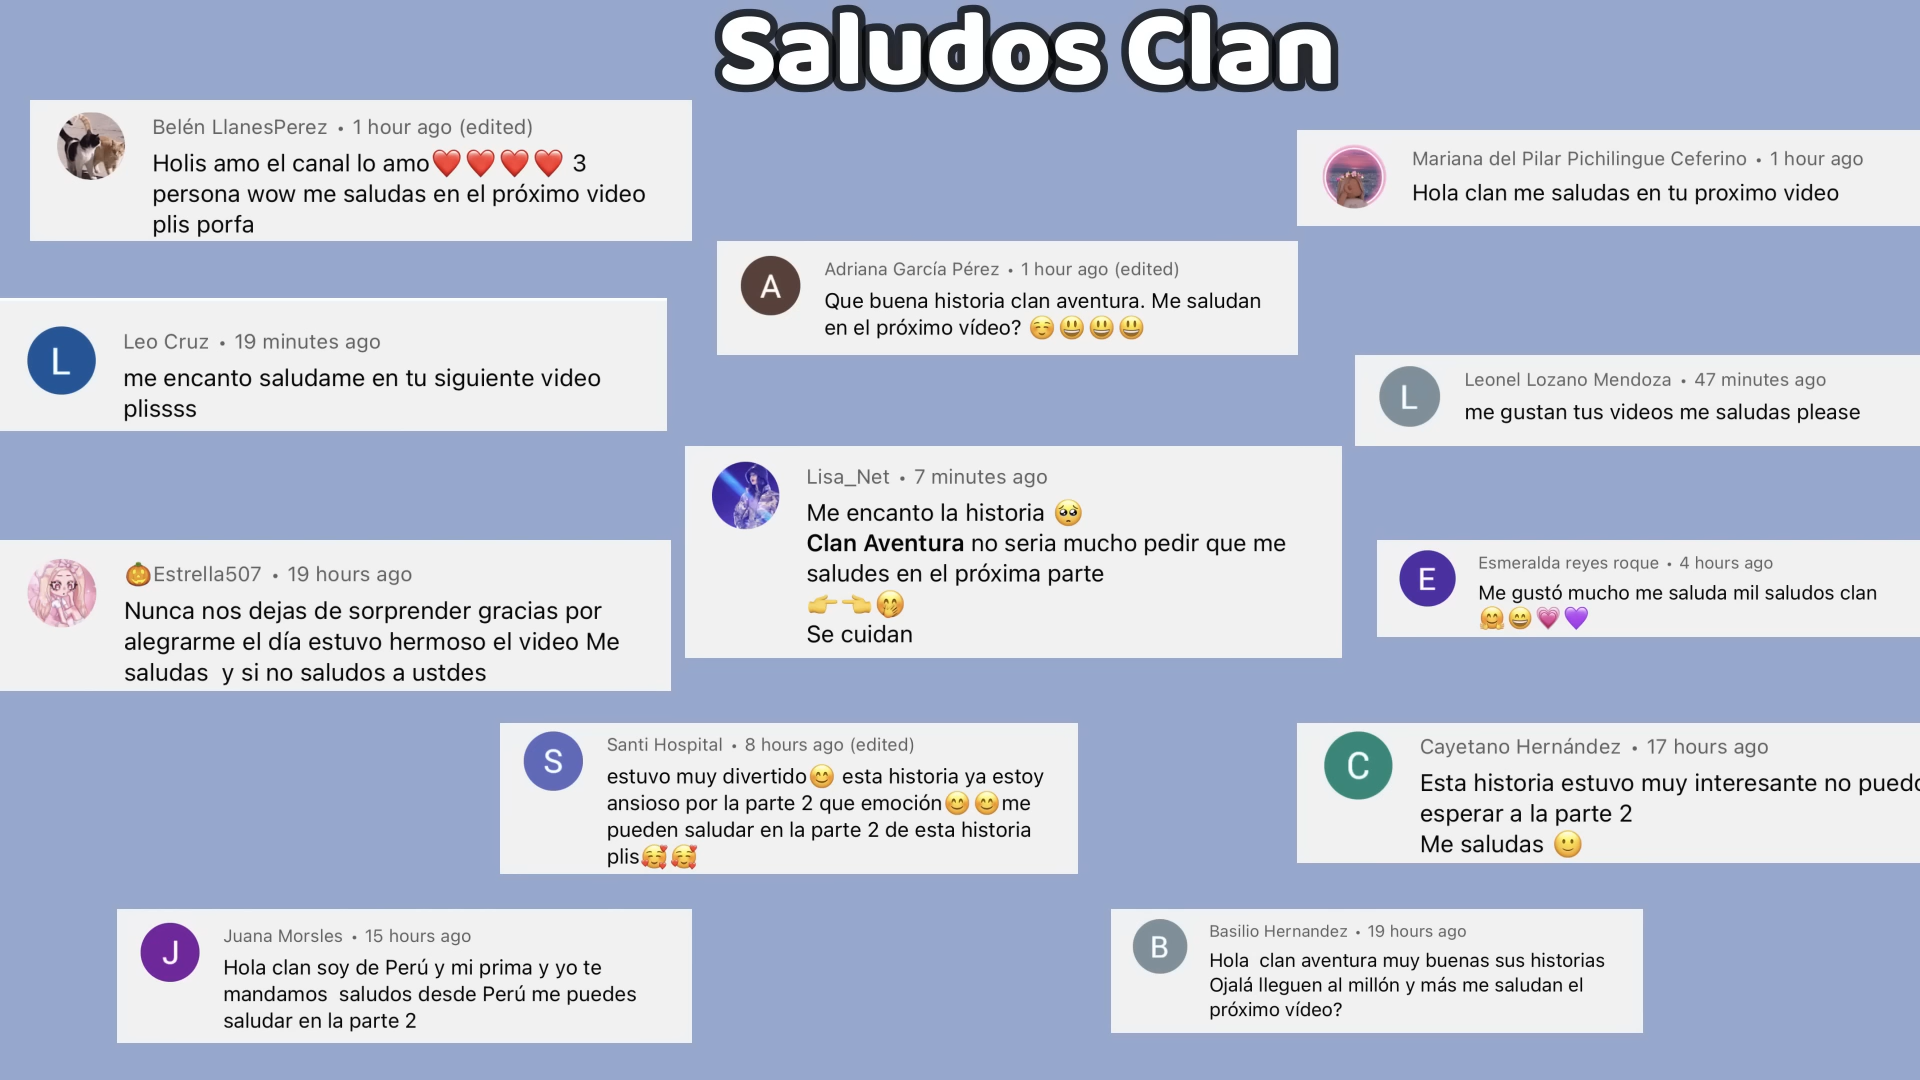 Saludos Clan
Belén LlanesPerez • 1 hour ago (edited)
Holis amo el canal lo amo❤️❤️❤️❤️ 3
persona wow me saludas en el próximo video
plis porfa
Mariana del Pilar Pichilingue Ceferino • 1 hour ago
Hola clan me saludas en tu proximo video
A
Adriana García Pérez • 1 hour ago (edited)
Que buena historia clan aventura. Me saludan
en el próximo vídeo? ☺️😃😃😃
L
Leo Cruz • 19 minutes ago
me encanto saludame en tu siguiente video
plissss
L
Leonel Lozano Mendoza • 47 minutes ago
me gustan tus videos me saludas please
Lisa_Net • 7 minutes ago
Me encanto la historia 🥺
Clan Aventura no seria mucho pedir que me
saludes en el próxima parte
👉👈🤭
Se cuidan
🎃Estrella507 • 19 hours ago
Nunca nos dejas de sorprender gracias por
alegrarme el día estuvo hermoso el video Me
saludas  y si no saludos a ustdes
E
Esmeralda reyes roque • 4 hours ago
Me gustó mucho me saluda mil saludos clan
🤗😄💗💜
S
Santi Hospital • 8 hours ago (edited)
estuvo muy divertido😊 esta historia ya estoy
ansioso por la parte 2 que emoción😊😊me
pueden saludar en la parte 2 de esta historia
plis🥰🥰
C
Cayetano Hernández • 17 hours ago
Esta historia estuvo muy interesante no puedo
esperar a la parte 2
Me saludas 🙂
J
Juana Morsles • 15 hours ago
Hola clan soy de Perú y mi prima y yo te
mandamos  saludos desde Perú me puedes
saludar en la parte 2
B
Basilio Hernandez • 19 hours ago
Hola  clan aventura muy buenas sus historias
Ojalá lleguen al millón y más me saludan el
próximo vídeo?